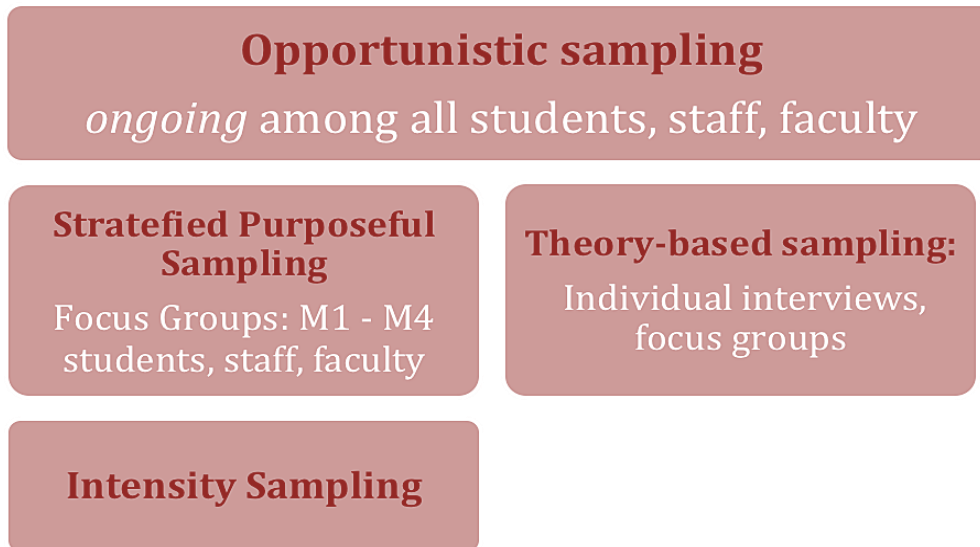 Opportunistic sampling
ongoing among all students, staff, faculty
Stratefied Purposeful
Sampling
Focus Groups: M1 - M4
students, staff, faculty
Theory-based sampling:
Individual interviews,
focus groups
Intensity Sampling